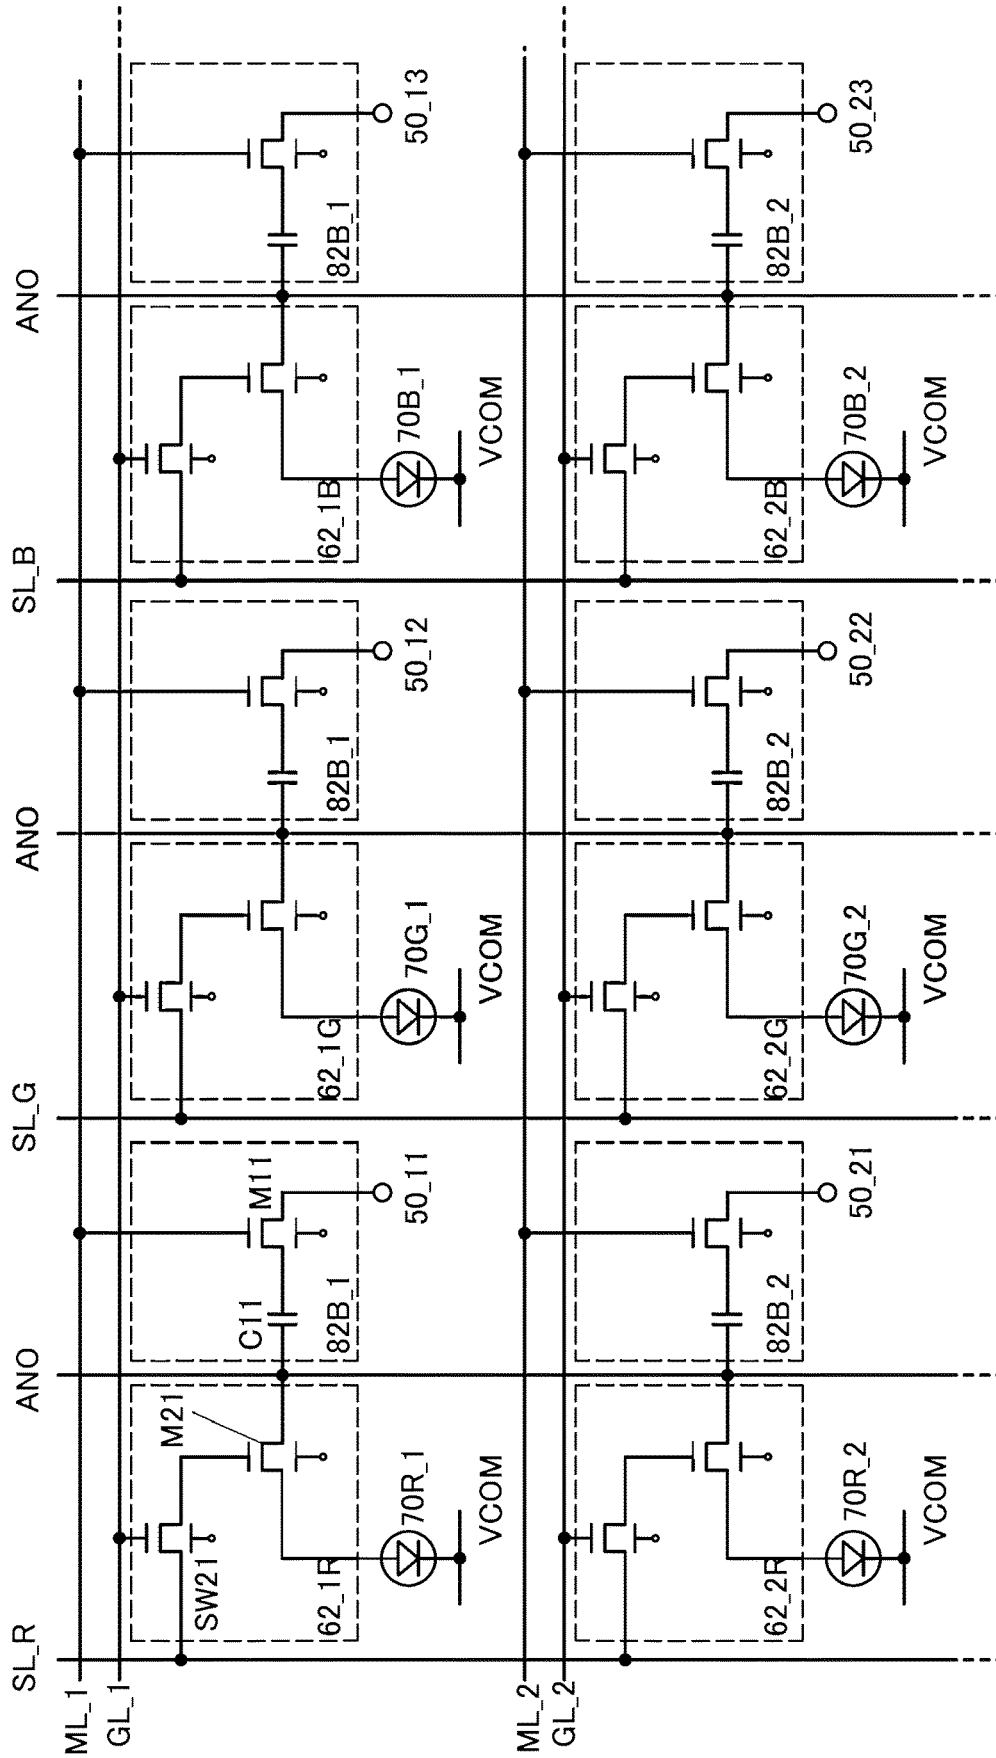 SL_R
ANO
SL_G
ANO
SL_B
ANO
ML_1
GL_1
M21
SW21
C11
M11
62_1R
82B_1
62_1G
82B_1
62_1B
82B_1
70R_1
50_11
70G_1
50_12
70B_1
50_13
VCOM
VCOM
VCOM
ML_2
GL_2
62_2R
82B_2
62_2G
82B_2
62_2B
82B_2
70R_2
50_21
70G_2
50_22
70B_2
50_23
VCOM
VCOM
VCOM